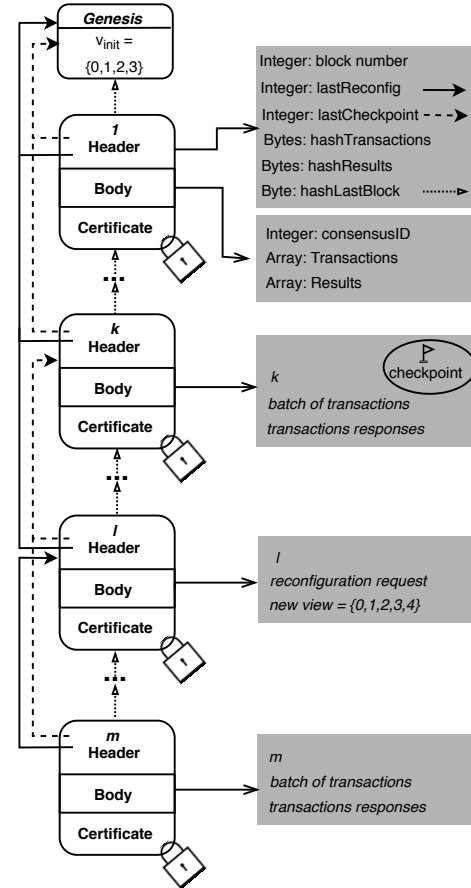 Genesis
v_init =
{0,1,2,3}
1
Header
Body
Certificate
Integer: block number
Integer: lastReconfig
Integer: lastCheckpoint
Bytes: hashTransactions
Bytes: hashResults
Byte: hashLastBlock
Integer: consensusID
Array: Transactions
Array: Results
...
k
Header
Body
Certificate
checkpoint
k
batch of transactions
transactions responses
...
l
Header
Body
Certificate
l
reconfiguration request
new view = {0,1,2,3,4}
...
m
Header
Body
Certificate
m
batch of transactions
transactions responses